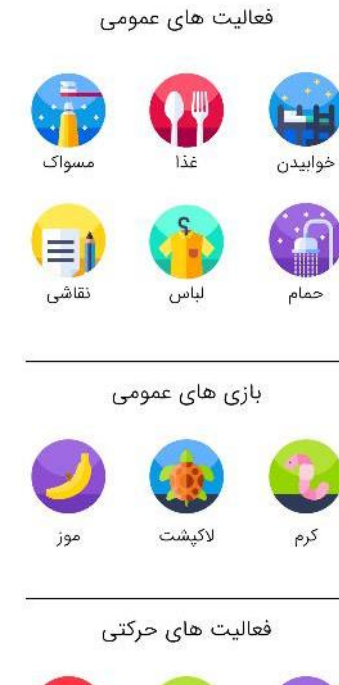 فعالیت های عمومی
خوابیدن غذا مسواک
حمام لباس نقاشی
بازی های عمومی
کرم لاکپشت موز
فعالیت های حرکتی